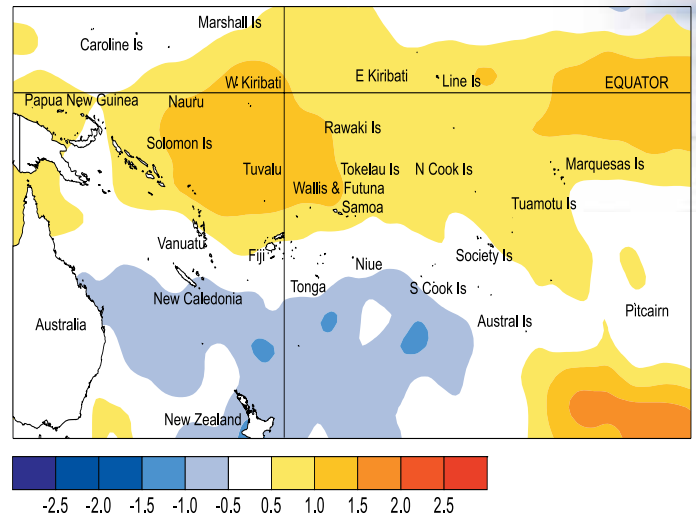 Marshall Is
Caroline Is
W Kiribati
E Kiribati
Line Is
EQUATOR
Papua New Guinea
Nauru
Rawaki Is
Solomon Is
Tuvalu
Tokelau Is
N Cook Is
Marquesas Is
Wallis & Futuna
Samoa
Tuamotu Is
Vanuatu
Fiji
Niue
Society Is
New Caledonia
Tonga
S Cook Is
Pitcairn
Australia
Austral Is
New Zealand
-2.5 -2.0 -1.5 -1.0 -0.5 0.5 1.0 1.5 2.0 2.5